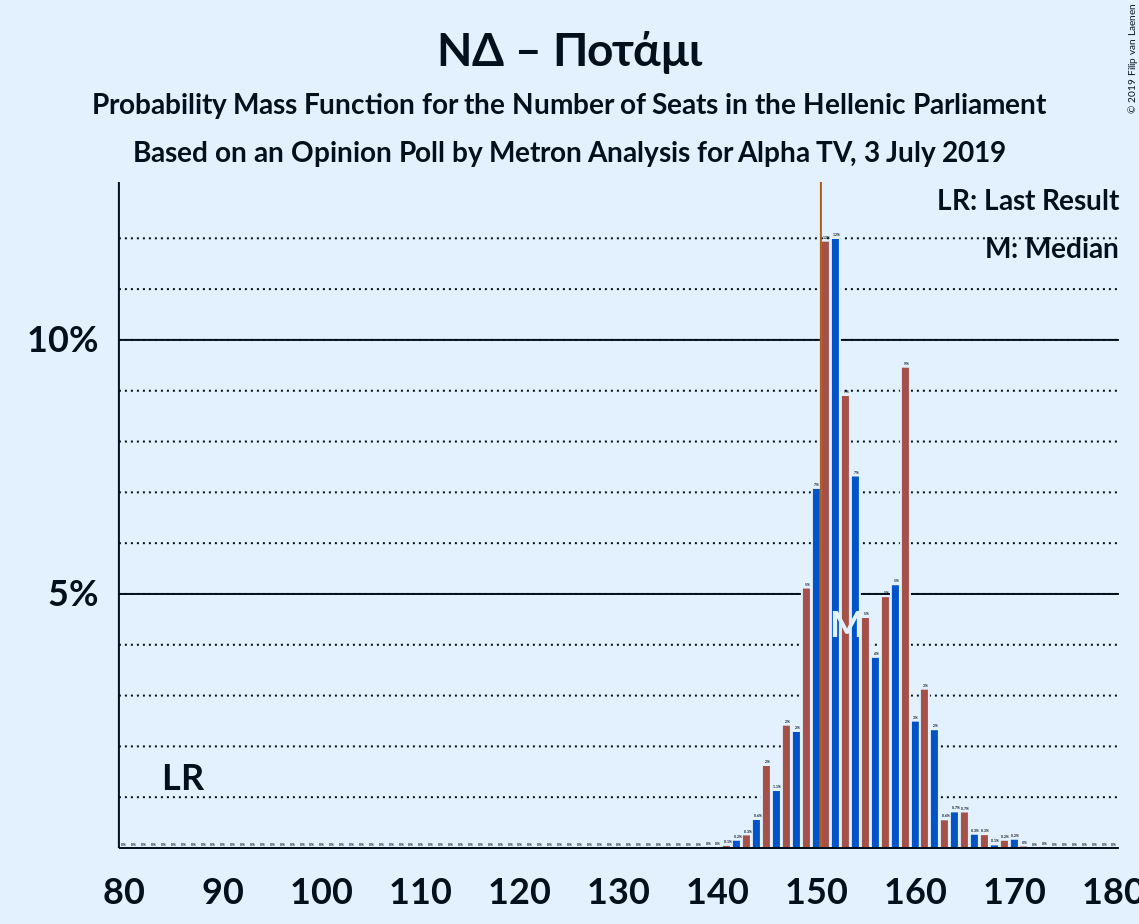 ΝΔ – Ποτάμι
Probability Mass Function for the Number of Seats in the Hellenic Parliament
Based on an Opinion Poll by Metron Analysis for Alpha TV, 3 July 2019
© 2019 Filip van Laenen
LR: Last Result
M: Median
10%
5%
LR
M
80 90 100 110 120 130 140 150 160 170 180